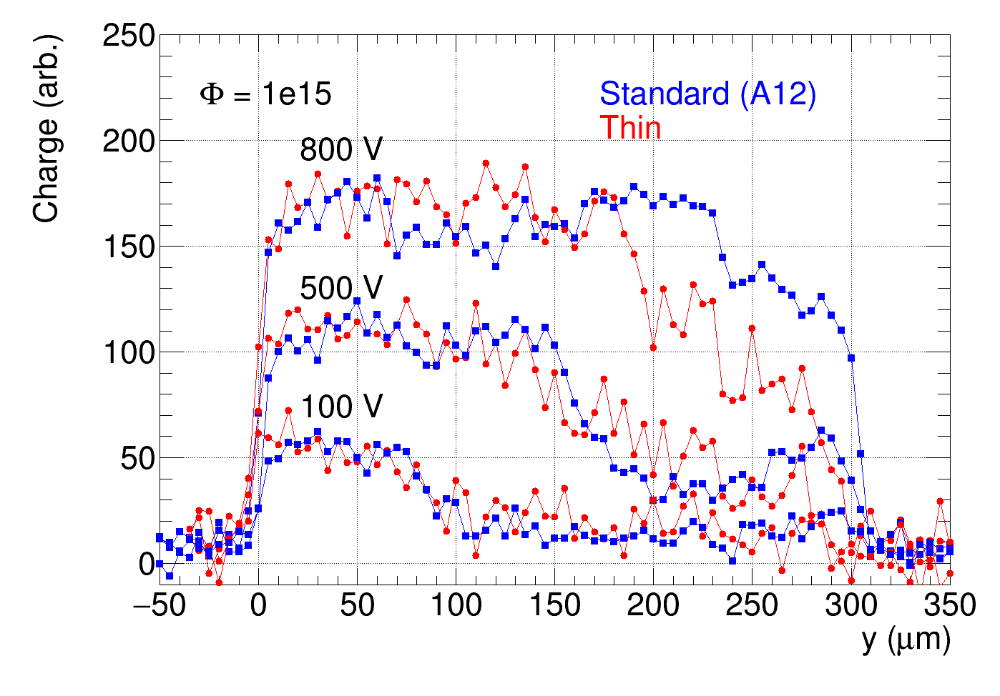 Charge (arb.)
250
200
150
100
50
0
Φ = 1e15
Standard (A12)
Thin
800 V
500 V
100 V
−50 0 50 100 150 200 250 300 350
y (μm)